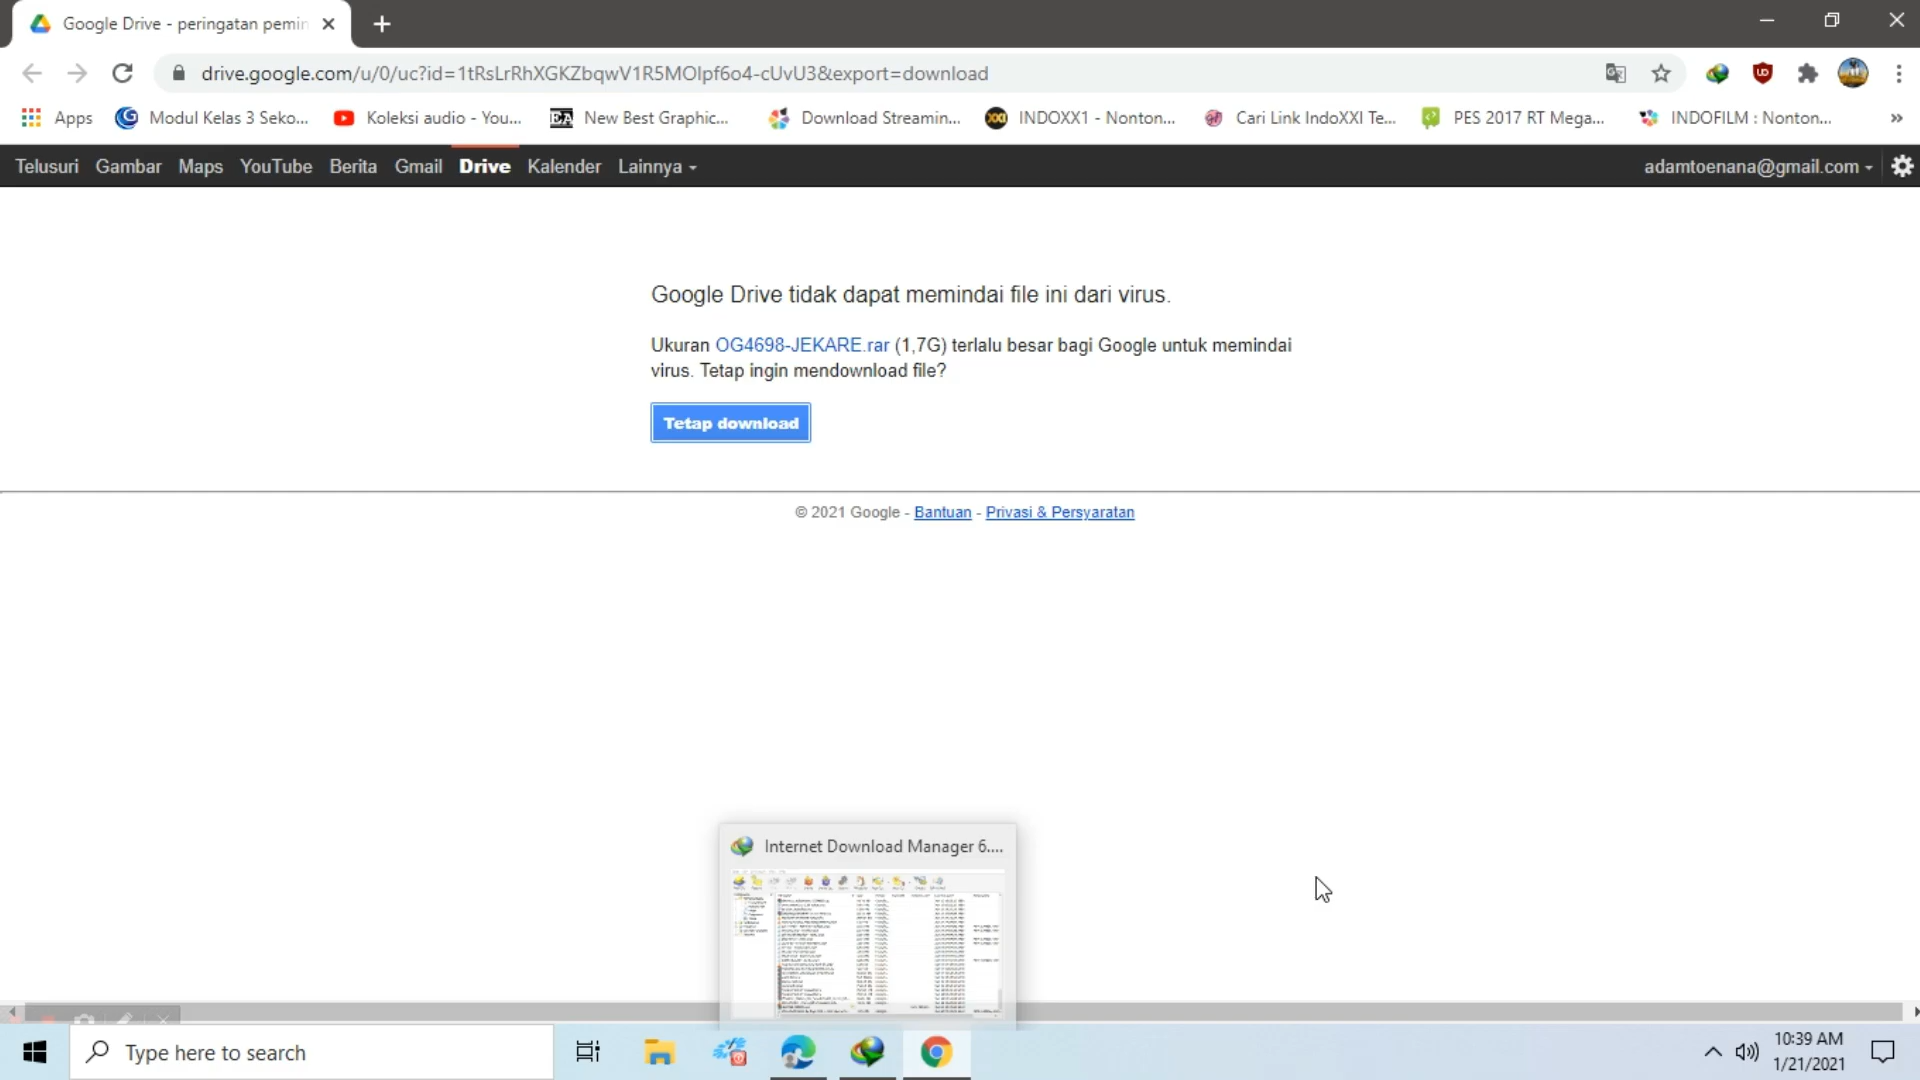 Google Drive - peringatan pemin
drive.google.com/u/0/uc?id=1tRsLrRhXGKZbqwV1R5MOlpf6o4-cUvU3&export=download
Apps Modul Kelas 3 Seko... Koleksi audio - You... New Best Graphic... Download Streamin... INDOXX1 - Nonton... Cari Link IndoXXI Te... PES 2017 RT Mega... INDOFILM : Nonton... »
Telusuri Gambar Maps YouTube Berita Gmail Drive Kalender Lainnya adamtoenana@gmail.com
Google Drive tidak dapat memindai file ini dari virus.
Ukuran OG4698-JEKARE.rar (1,7G) terlalu besar bagi Google untuk memindai
virus. Tetap ingin mendownload file?
Tetap download
© 2021 Google - Bantuan - Privasi & Persyaratan
Internet Download Manager 6....
Type here to search
10:39 AM
1/21/2021